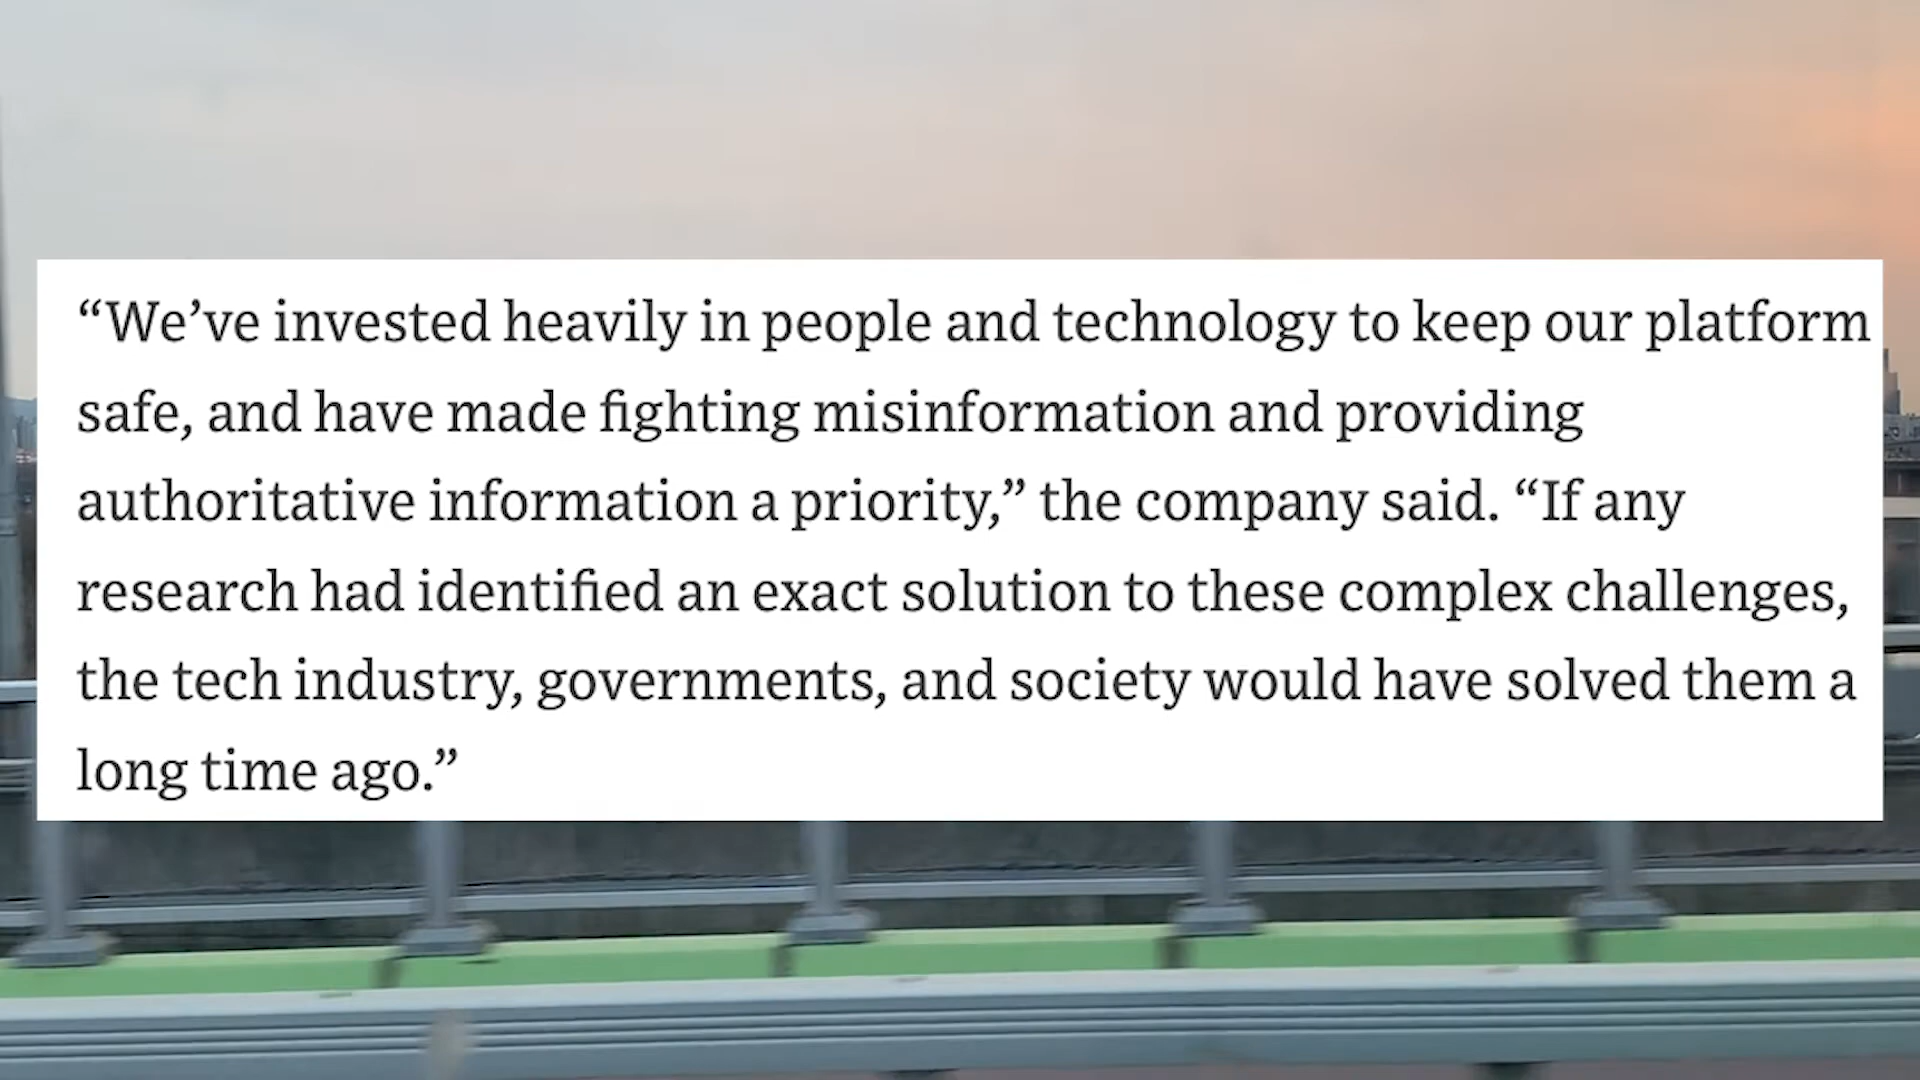 “We’ve invested heavily in people and technology to keep our platform
safe, and have made fighting misinformation and providing
authoritative information a priority,” the company said. “If any
research had identified an exact solution to these complex challenges,
the tech industry, governments, and society would have solved them a
long time ago.”